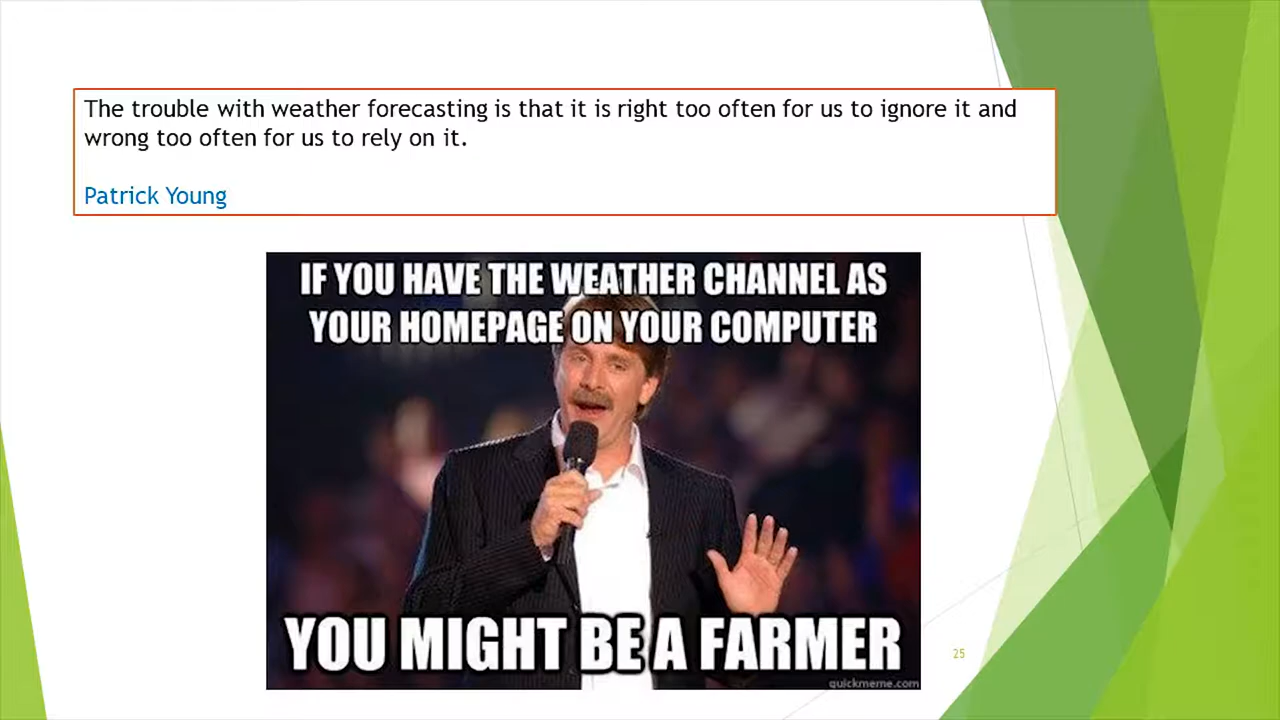 The trouble with weather forecasting is that it is right too often for us to ignore it and
wrong too often for us to rely on it.
Patrick Young
IF YOU HAVE THE WEATHER CHANNEL AS
YOUR HOMEPAGE ON YOUR COMPUTER
YOU MIGHT BE A FARMER
quickmeme.com
25